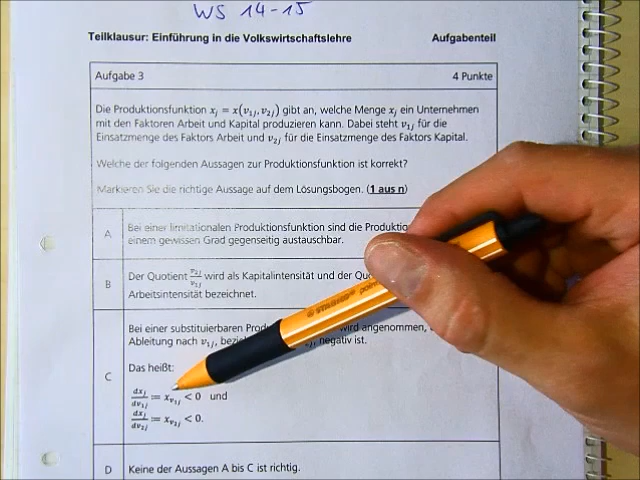 WS 14-15
Teilklausur: Einführung in die Volkswirtschaftslehre Aufgabenteil
Aufgabe 3 4 Punkte
Die Produktionsfunktion xⱼ = x(v₁ⱼ, v₂ⱼ) gibt an, welche Menge xⱼ ein Unternehmen
mit den Faktoren Arbeit und Kapital produzieren kann. Dabei steht v₁ⱼ für die
Einsatzmenge des Faktors Arbeit und v₂ⱼ für die Einsatzmenge des Faktors Kapital.
Welche der folgenden Aussagen zur Produktionsfunktion ist korrekt?
Markieren Sie die richtige Aussage auf dem Lösungsbogen. (1 aus n)
A Bei einer limitationalen Produktionsfunktion sind die
einem gewissen Grad gegenseitig austauschbar.
B Der Quotient v₂ⱼ/v₁ⱼ wird als Kapitalintensität und der
Arbeitsintensität bezeichnet.
Bei einer substituierbaren wird angenommen,
Ableitung nach v₁ⱼ, negativ ist.
C Das heißt:
dxⱼ/dv₁ⱼ := x_v₁ⱼ < 0 und
dxⱼ/dv₂ⱼ := x_v₂ⱼ < 0.
D Keine der Aussagen A bis C ist richtig.
STABILO point